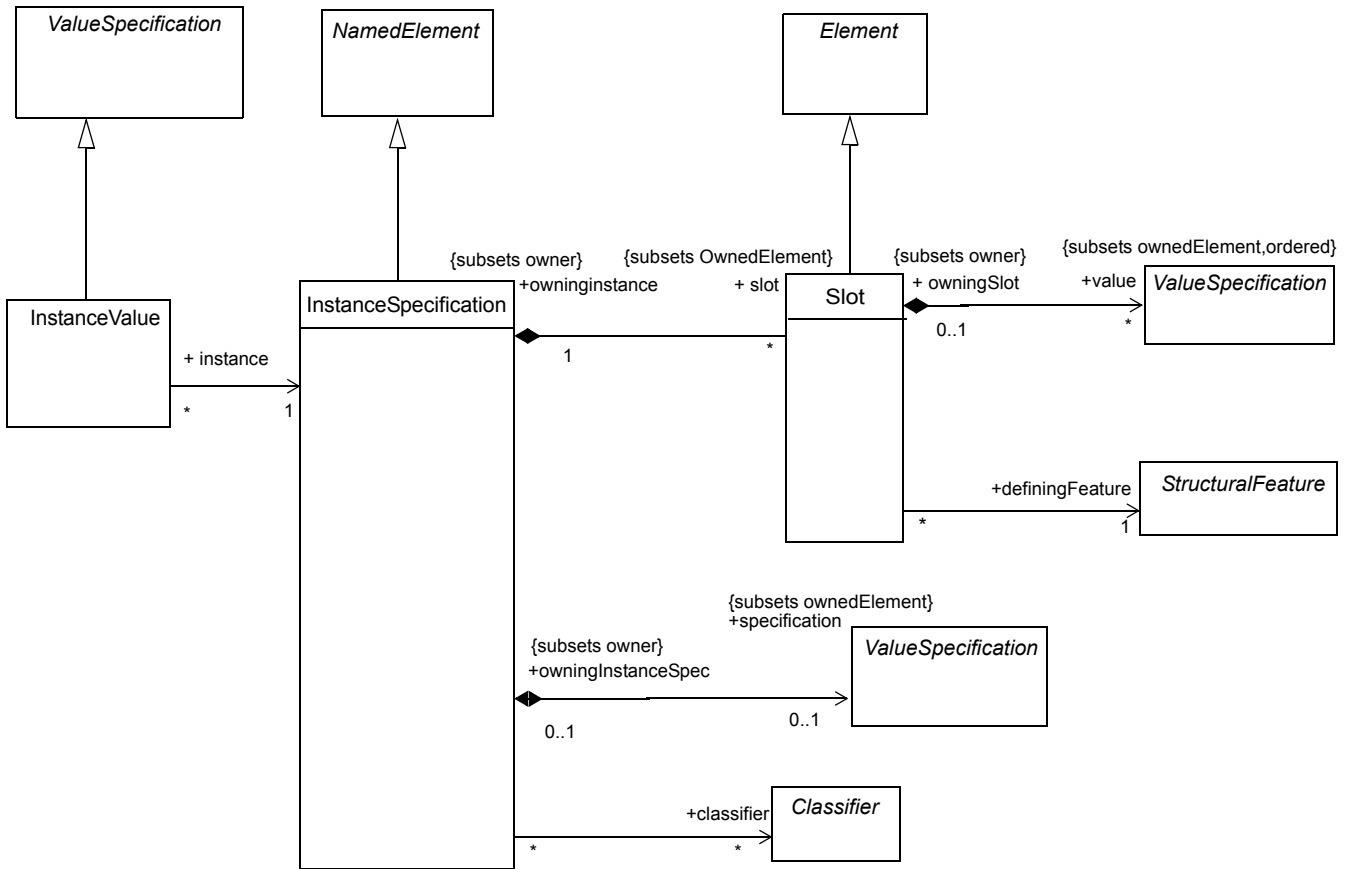 ValueSpecification
NamedElement
Element
{subsets owner}
+owninginstance
{subsets OwnedElement}
+ slot
{subsets owner}
+ owningSlot
{subsets ownedElement,ordered}
+value
ValueSpecification
InstanceSpecification
Slot
InstanceValue
0..1
*
1
*
+ instance
*
1
+definingFeature
StructuralFeature
*
1
{subsets ownedElement}
+specification
{subsets owner}
+owningInstanceSpec
ValueSpecification
0..1
0..1
+classifier
Classifier
*
*